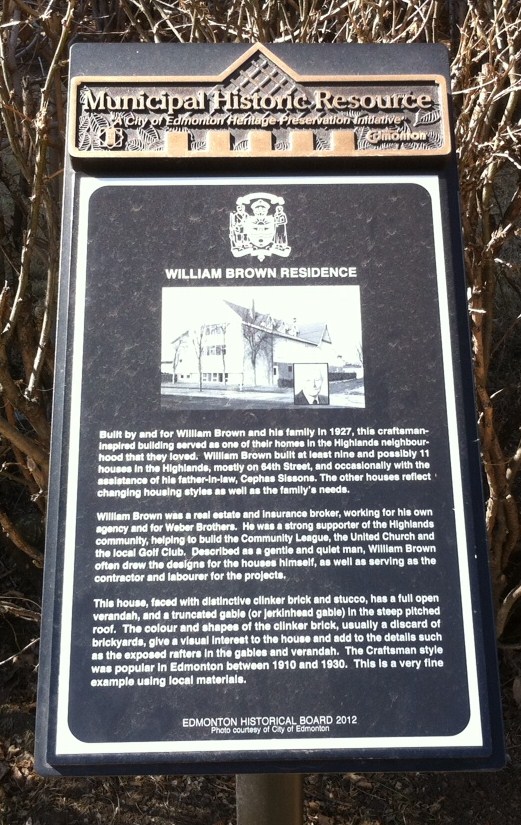 Municipal Historic Resource
A City of Edmonton Heritage Preservation Initiative
Edmonton
WILLIAM BROWN RESIDENCE
Built by and for William Brown and his family in 1927, this craftsman-
inspired building served as one of their homes in the Highlands neighbour-
hood that they loved. William Brown built at least nine and possibly 11
houses in the Highlands, mostly on 64th Street, and occasionally with the
assistance of his father-in-law, Cephas Sissons. The other houses reflect
changing housing styles as well as the family's needs.
William Brown was a real estate and insurance broker, working for his own
agency and for Weber Brothers. He was a strong supporter of the Highlands
community, helping to build the Community League, the United Church and
the local Golf Club. Described as a gentle and quiet man, William Brown
often drew the designs for the houses himself, as well as serving as the
contractor and labourer for the projects.
This house, faced with distinctive clinker brick and stucco, has a full open
verandah, and a truncated gable (or jerkinhead gable) in the steep pitched
roof. The colour and shapes of the clinker brick, usually a discard of
brickyards, give a visual interest to the house and add to the details such
as the exposed rafters in the gables and verandah. The Craftsman style
was popular in Edmonton between 1910 and 1930. This is a very fine
example using local materials.
EDMONTON HISTORICAL BOARD 2012
Photo courtesy of City of Edmonton